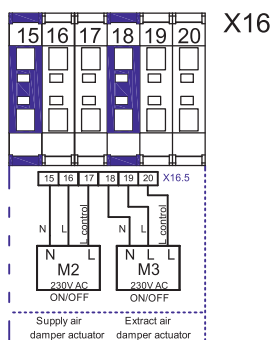 X16
15 16 17 18 19 20
15 16 17 18 19 20 X16.5
N L L control N L L control
N L N L L
M2 M3
230V AC 230V AC
ON/OFF ON/OFF
Supply air Extract air
damper actuator damper actuator